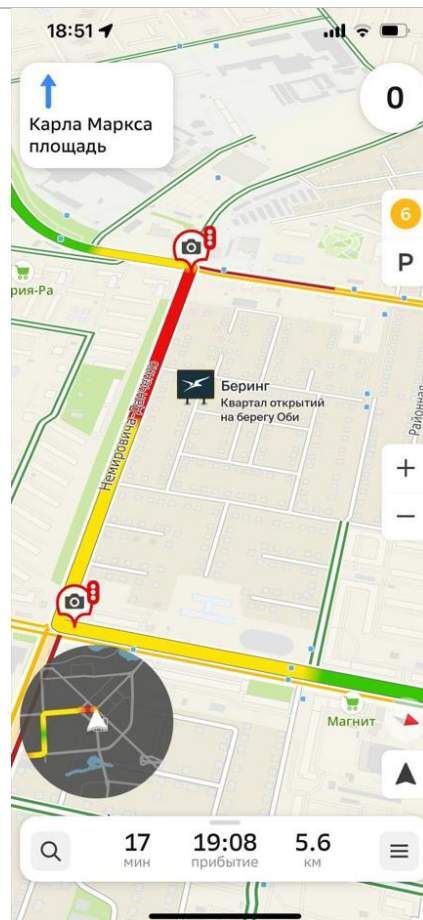 18:51
Карла Маркса
площадь
0
6
P
рия-Ра
Беринг
Квартал открытий
на берегу Оби
Немировича-Данченко
Районная
+
−
Магнит
17
мин
19:08
прибытие
5.6
км